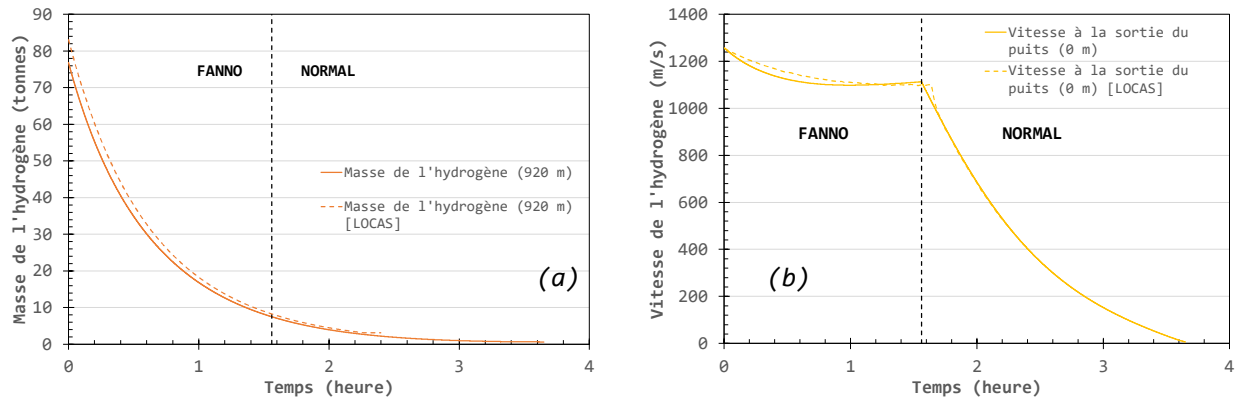 Masse de l'hydrogène (tonnes)
90
80
70
60
50
40
30
20
10
0
FANNO
NORMAL
Masse de l'hydrogène (920 m)
Masse de l'hydrogène (920 m)
[LOCAS]
(a)
0
1
2
3
4
Temps (heure)
Vitesse de l'hydrogène (m/s)
1400
1200
1000
800
600
400
200
0
Vitesse à la sortie du
puits (0 m)
Vitesse à la sortie du
puits (0 m) [LOCAS]
FANNO
NORMAL
(b)
0
1
2
3
4
Temps (heure)